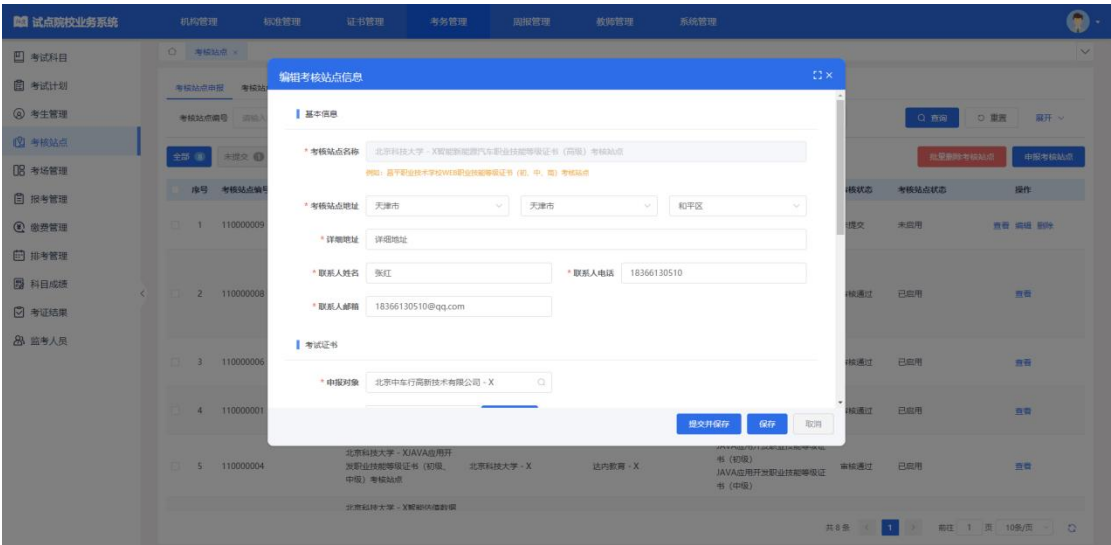 试点院校业务系统 机构管理 标准管理 证书管理 考务管理 周报管理 教师管理 系统管理
考试科目
考试计划
考生管理
考核站点
考场管理
报考管理
缴费管理
排考管理
科目成绩
考证结果
监考人员
考核站点 ×
考核站点申报 考核站
考核站点编号 请输入 查询 重置 展开
全部 8 未提交 批量删除考核站点 申报考核站点
序号 考核站点编号 审核状态 考核站点状态 操作
1 110000009 未提交 未启用 查看 编辑 删除
2 110000008 审核通过 已启用 查看
3 110000006 审核通过 已启用 查看
4 110000001 审核通过 已启用 查看
5 110000004 北京科技大学 - XJAVA应用开发职业技能等级证书（初级、中级）考核站点 北京科技大学 - X 达内教育 - X JAVA应用开发职业技能等级证书（初级） JAVA应用开发职业技能等级证书（中级） 审核通过 已启用 查看
共 8 条 1 前往 1 页 10条/页
编辑考核站点信息
基本信息
* 考核站点名称 北京科技大学 - X智能新能源汽车职业技能等级证书（高级）考核站点
例如：昌平职业技术学校WEB职业技能等级证书（初、中、高）考核站点
* 考核站点地址 天津市 天津市 和平区
* 详细地址 详细地址
* 联系人姓名 张红 * 联系人电话 18366130510
* 联系人邮箱 18366130510@qq.com
考试证书
* 申报对象 北京中车行高新技术有限公司 - X
提交并保存 保存 取消